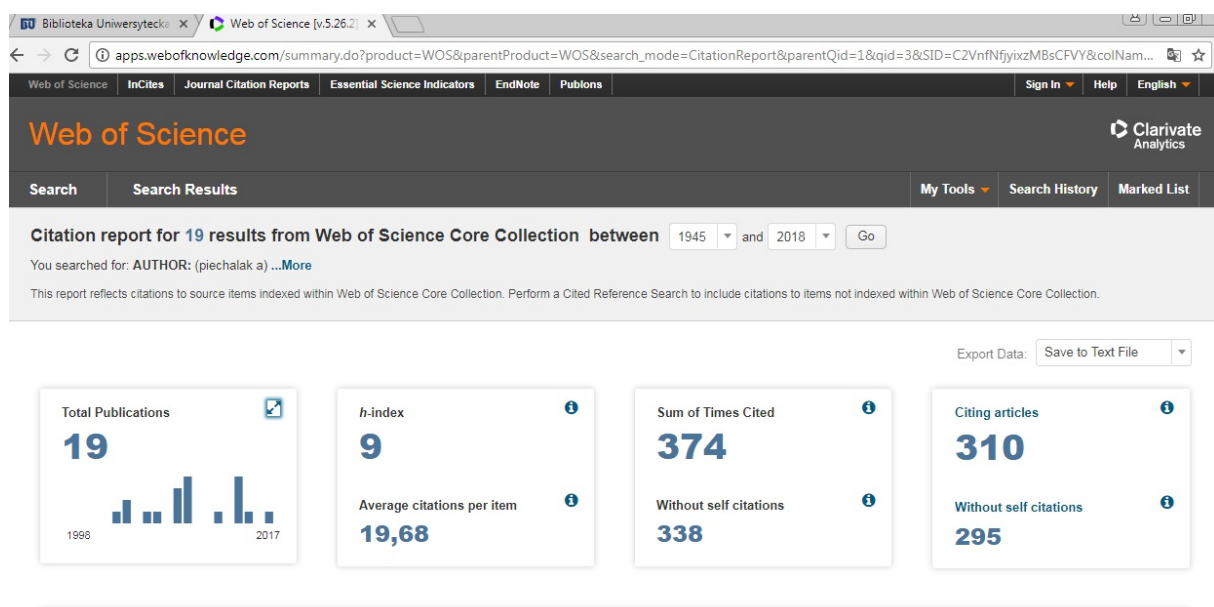 Biblioteka Uniwersytecka Web of Science [v.5.26.2]
apps.webofknowledge.com/summary.do?product=WOS&parentProduct=WOS&search_mode=CitationReport&parentQid=1&qid=3&SID=C2VnfNfjyixzMBsCFVY&colNam...
Web of Science InCites Journal Citation Reports Essential Science Indicators EndNote Publons Sign In Help English
Web of Science
Clarivate
Analytics
Search Search Results My Tools Search History Marked List
Citation report for 19 results from Web of Science Core Collection between 1945 and 2018 Go
You searched for: AUTHOR: (piechalak a) ...More
This report reflects citations to source items indexed within Web of Science Core Collection. Perform a Cited Reference Search to include citations to items not indexed within Web of Science Core Collection.
Export Data: Save to Text File
Total Publications
19
1998 2017
h-index
9
Average citations per item
19,68
Sum of Times Cited
374
Without self citations
338
Citing articles
310
Without self citations
295